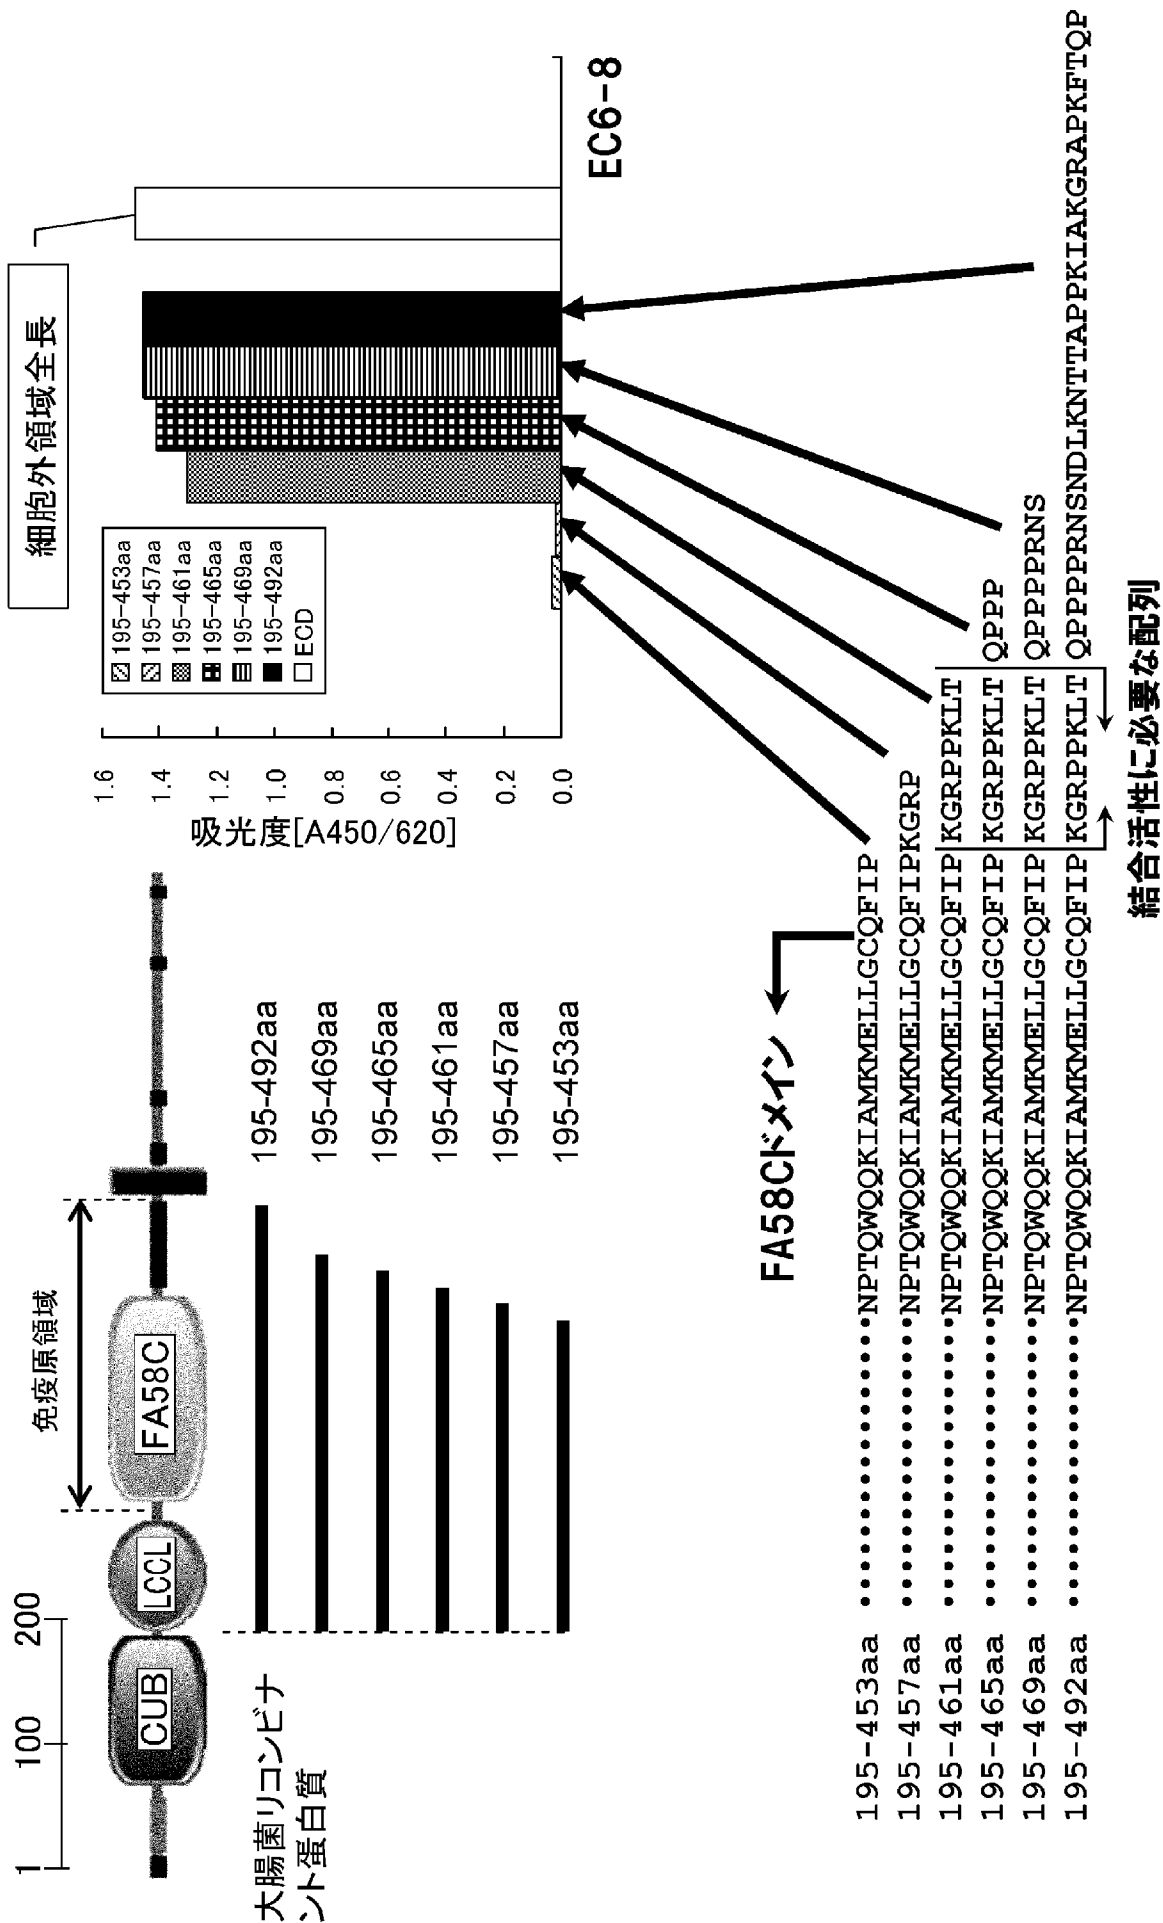 1 100 200
CUB
LCCL
FA58C
免疫原領域
大腸菌リコンビナ
ント蛋白質
195-492aa
195-469aa
195-465aa
195-461aa
195-457aa
195-453aa
細胞外領域全長
吸光度[A450/620]
1.6
1.4
1.2
1.0
0.8
0.6
0.4
0.2
0.0
195-453aa
195-457aa
195-461aa
195-465aa
195-469aa
195-492aa
ECD
EC6-8
FA58Cドメイン
195-453aa ••••••••••••••••NPTQWQQKIAMKMELLGCQFIP
195-457aa ••••••••••••••••NPTQWQQKIAMKMELLGCQFIPKGRP
195-461aa ••••••••••••••••NPTQWQQKIAMKMELLGCQFIP KGRPPKLT
195-465aa ••••••••••••••••NPTQWQQKIAMKMELLGCQFIP KGRPPKLT QPPP
195-469aa ••••••••••••••••NPTQWQQKIAMKMELLGCQFIP KGRPPKLT QPPPPRNS
195-492aa ••••••••••••••••NPTQWQQKIAMKMELLGCQFIP KGRPPKLT QPPPPRNSNDLKNTTAPPKIAKGRAPKFTQP
結合活性に必要な配列